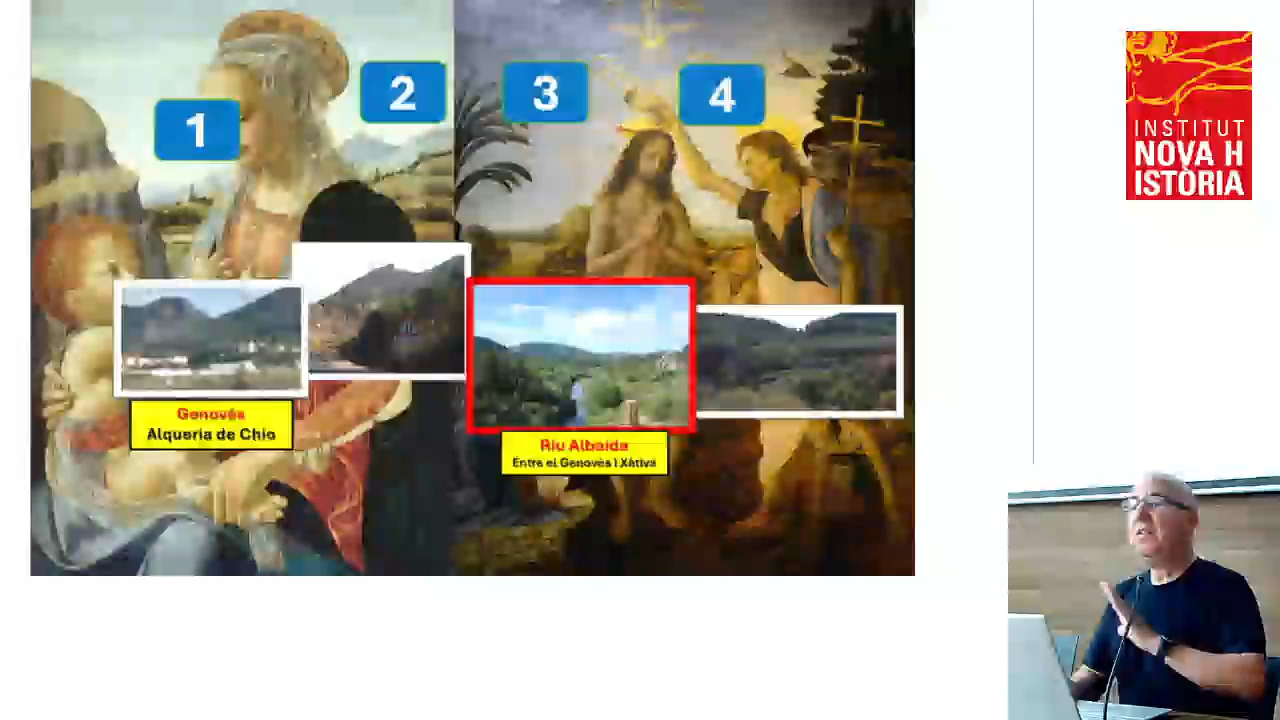 1
2
3
4
Genovés
Alqueria de Chio
Riu Albaida
Entre el Genovés i Xàtiva
INSTITUT
NOVA H
ISTÒRIA